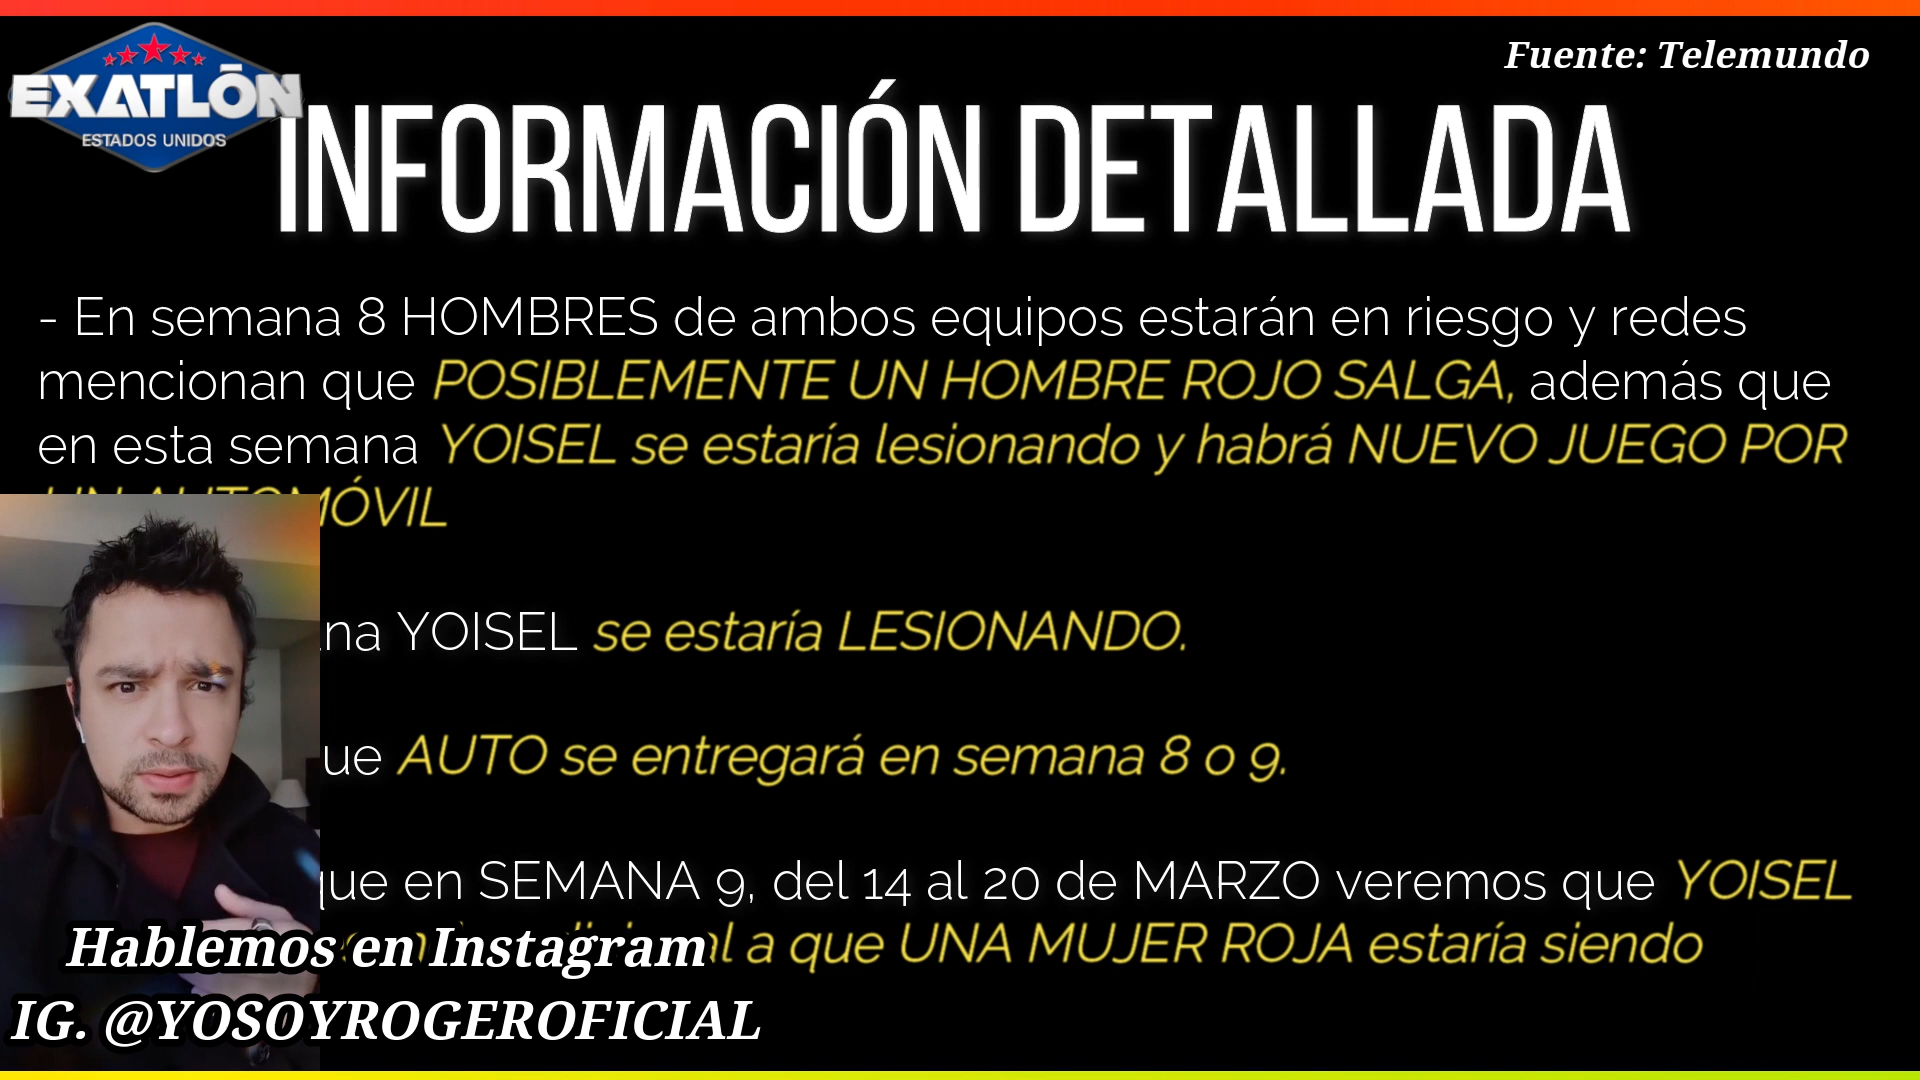 EXATLÓN
ESTADOS UNIDOS
Fuente: Telemundo
INFORMACIÓN DETALLADA
- En semana 8 HOMBRES de ambos equipos estarán en riesgo y redes
mencionan que POSIBLEMENTE UN HOMBRE ROJO SALGA, además que
en esta semana YOISEL se estaría lesionando y habrá NUEVO JUEGO POR
UN AUTOMÓVIL
YOISEL se estaría LESIONANDO.
AUTO se entregará en semana 8 o 9.
que en SEMANA 9, del 14 al 20 de MARZO veremos que YOISEL
a que UNA MUJER ROJA estaría siendo
Hablemos en Instagram
IG. @YOSOYROGEROFICIAL